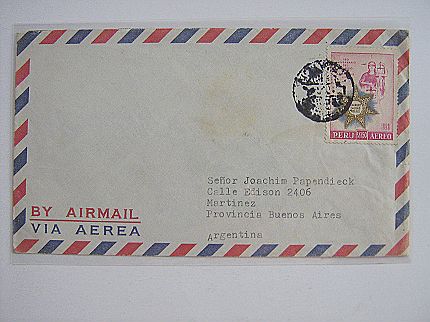 PERU AEREO
Señor Joachim Papendieck
Calle Edison 2406
Martinez
Provincia Buenos Aires
Argentina
BY AIRMAIL
VIA AEREA